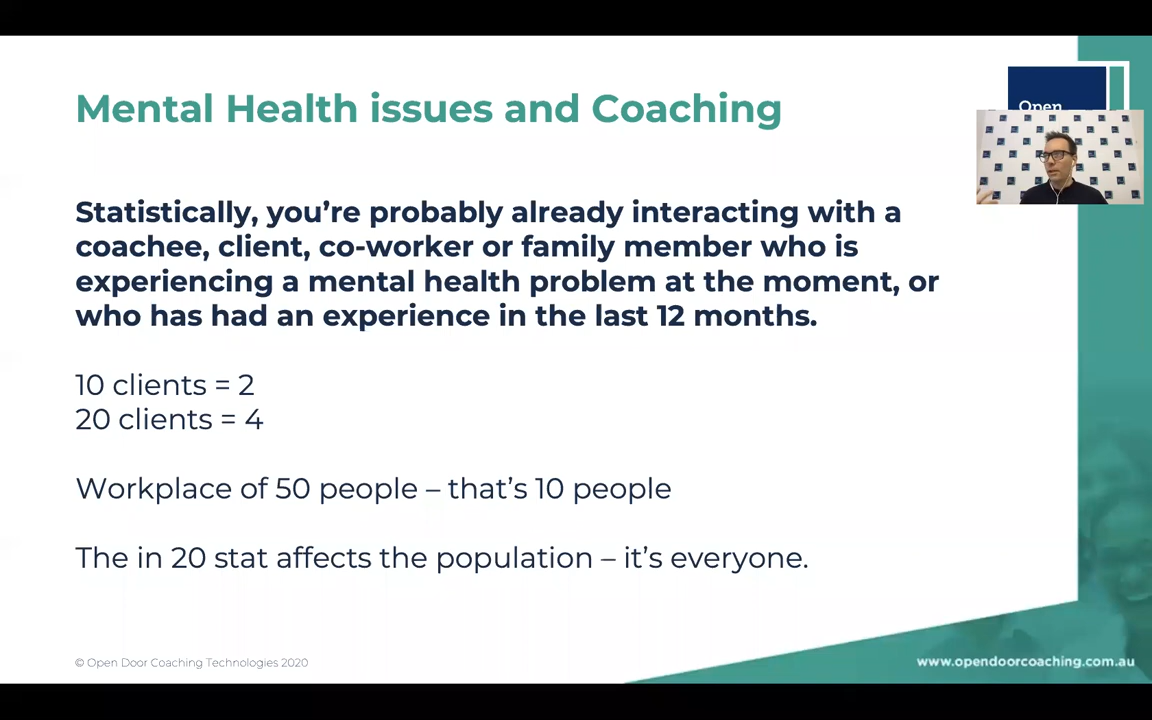 Mental Health issues and Coaching
Open
Statistically, you're probably already interacting with a
coachee, client, co-worker or family member who is
experiencing a mental health problem at the moment, or
who has had an experience in the last 12 months.
10 clients = 2
20 clients = 4
Workplace of 50 people – that's 10 people
The in 20 stat affects the population – it's everyone.
© Open Door Coaching Technologies 2020
www.opendoorcoaching.com.au